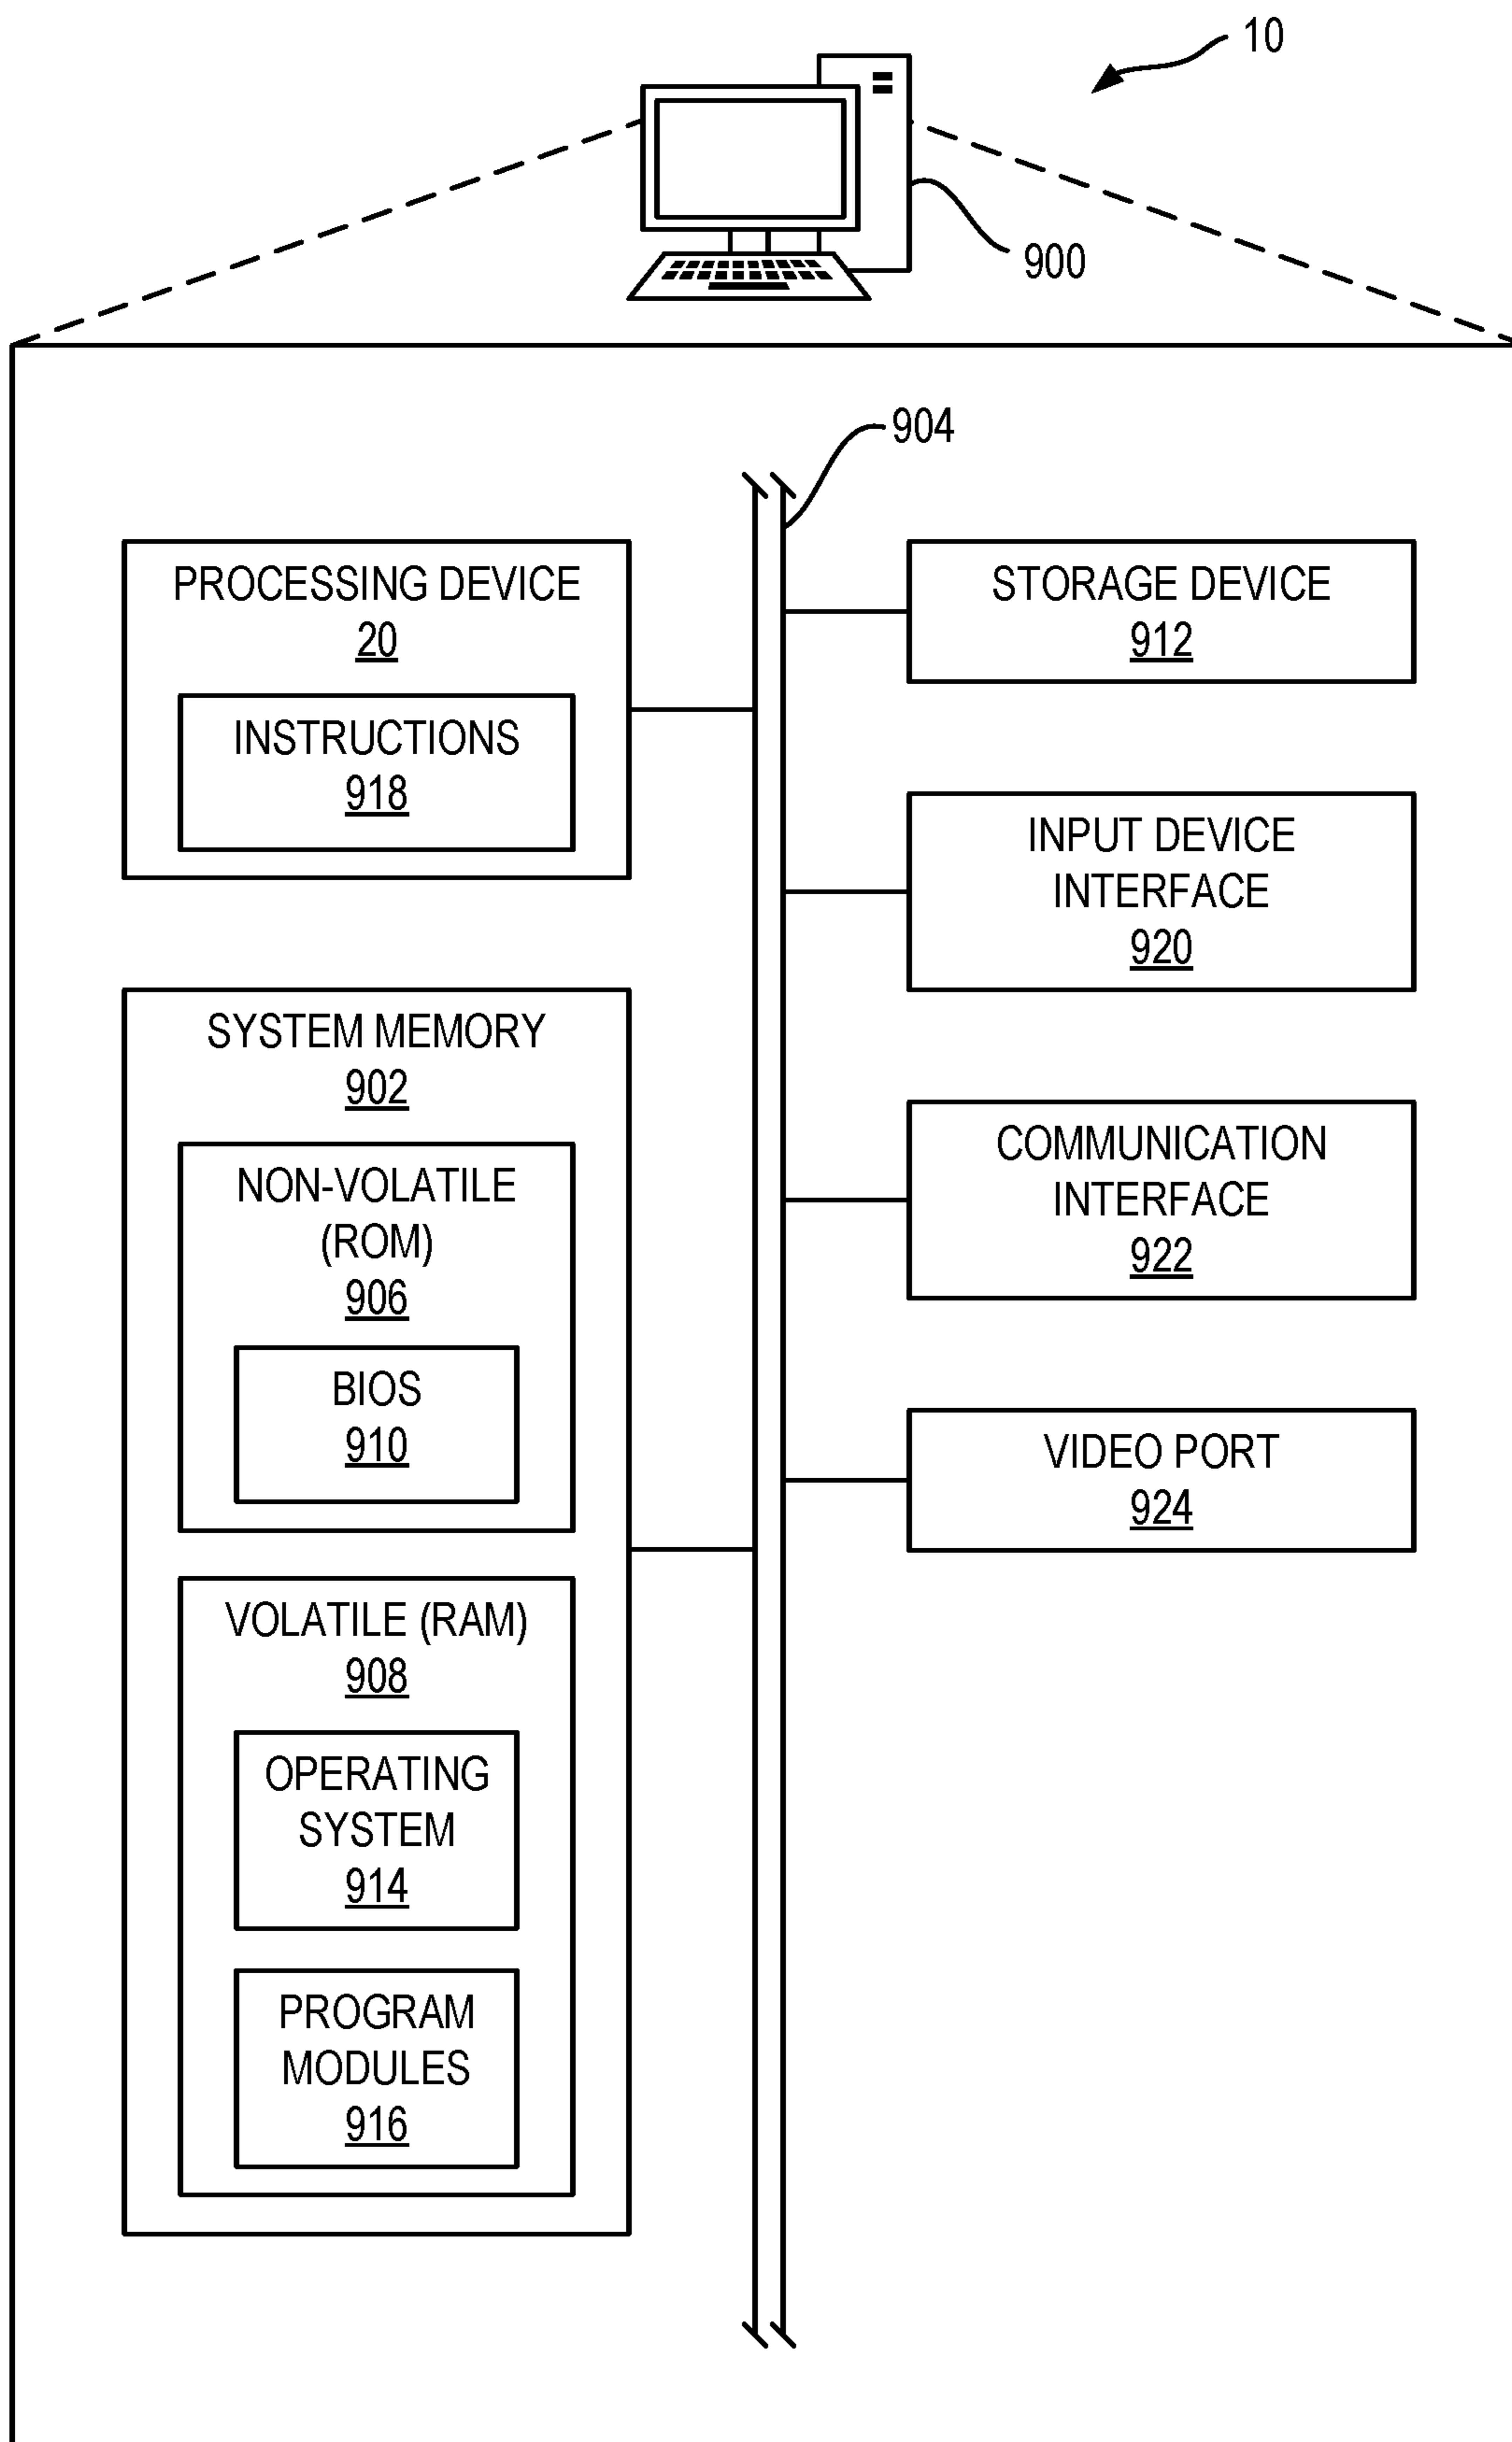 10
900
904
PROCESSING DEVICE
20
INSTRUCTIONS
918
SYSTEM MEMORY
902
NON-VOLATILE
(ROM)
906
BIOS
910
VOLATILE (RAM)
908
OPERATING
SYSTEM
914
PROGRAM
MODULES
916
STORAGE DEVICE
912
INPUT DEVICE
INTERFACE
920
COMMUNICATION
INTERFACE
922
VIDEO PORT
924